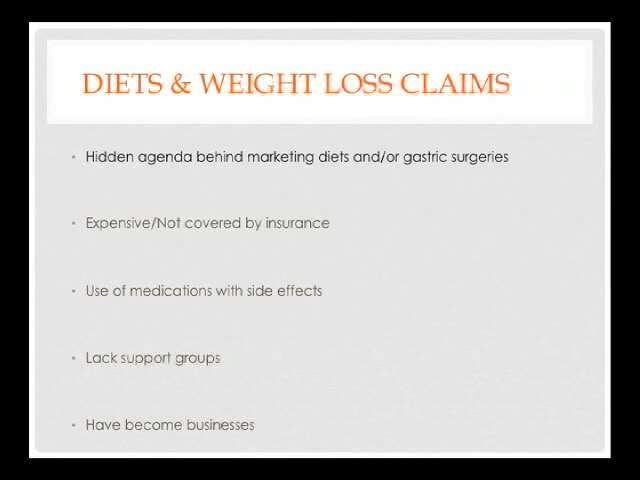 DIETS & WEIGHT LOSS CLAIMS
• Hidden agenda behind marketing diets and/or gastric surgeries
• Expensive/Not covered by insurance
• Use of medications with side effects
• Lack support groups
• Have become businesses